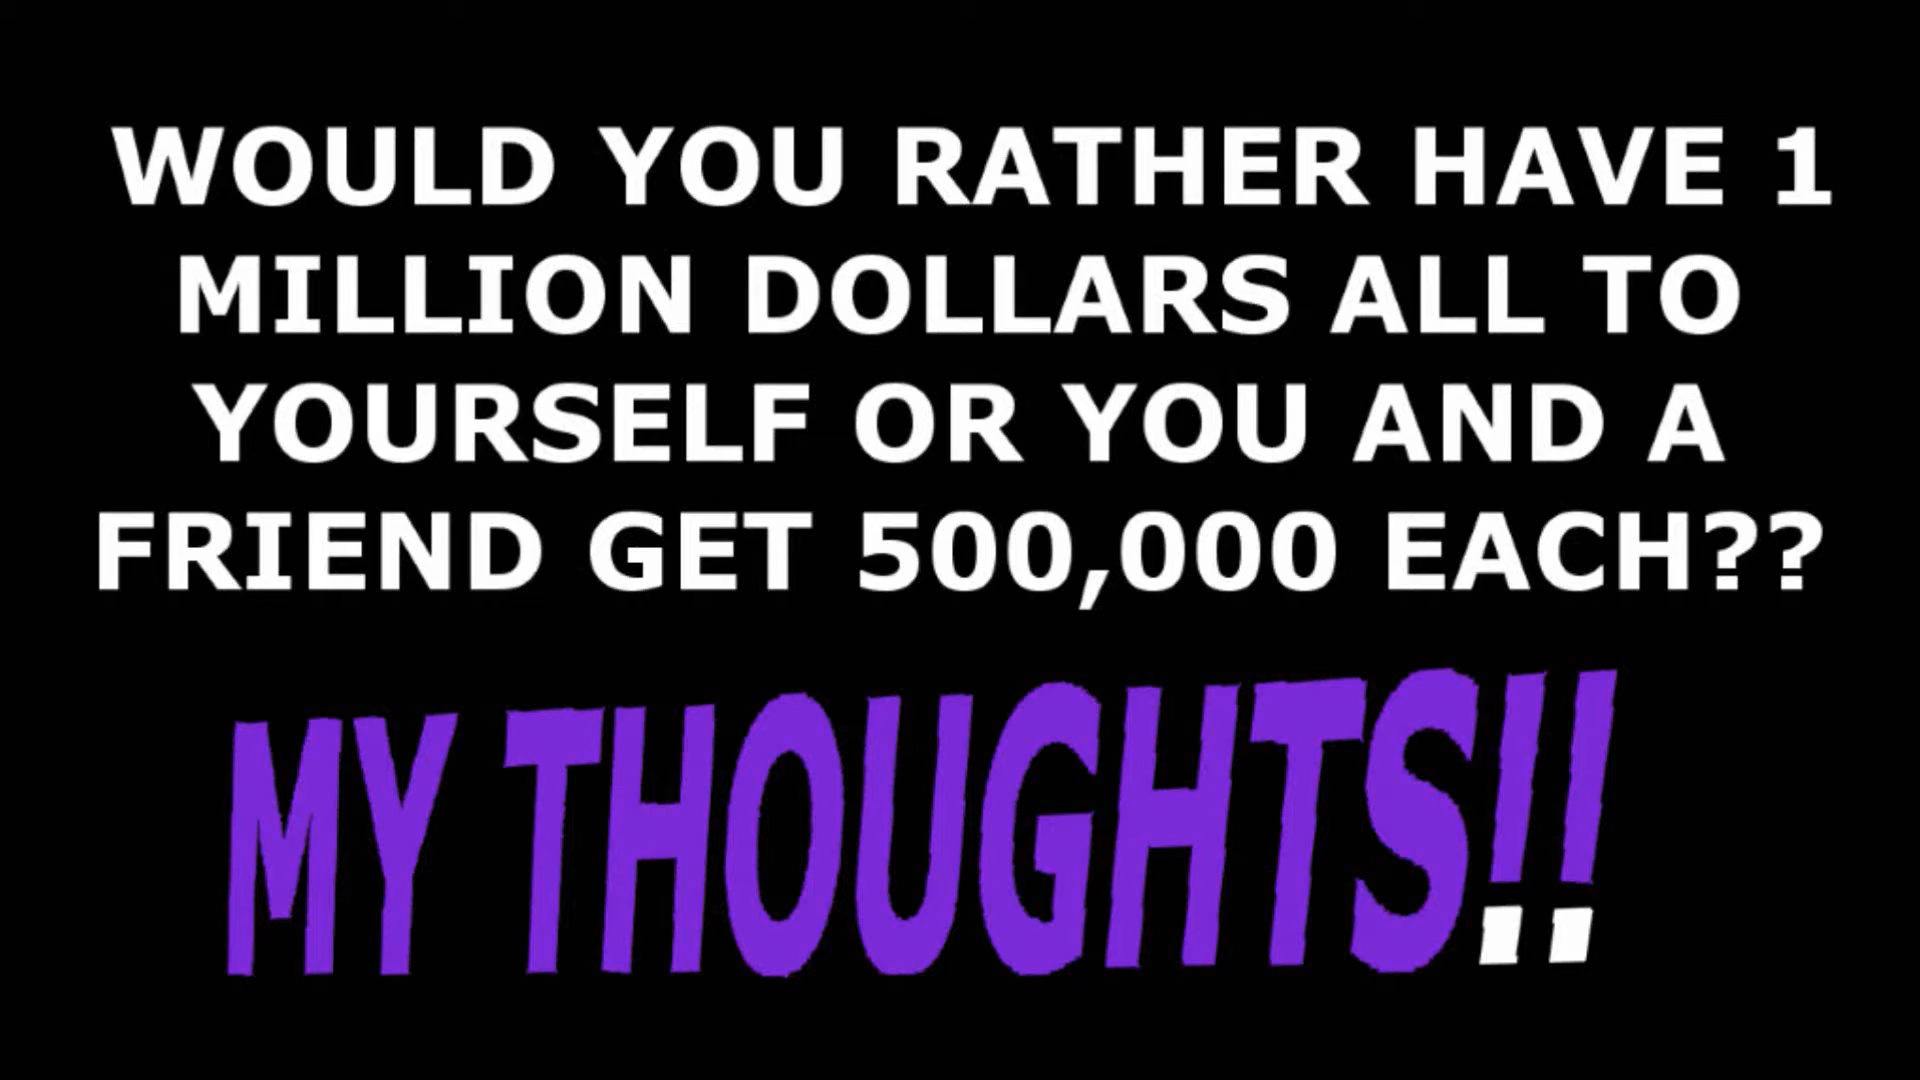 WOULD YOU RATHER HAVE 1
MILLION DOLLARS ALL TO
YOURSELF OR YOU AND A
FRIEND GET 500,000 EACH??
MY THOUGHTS!!